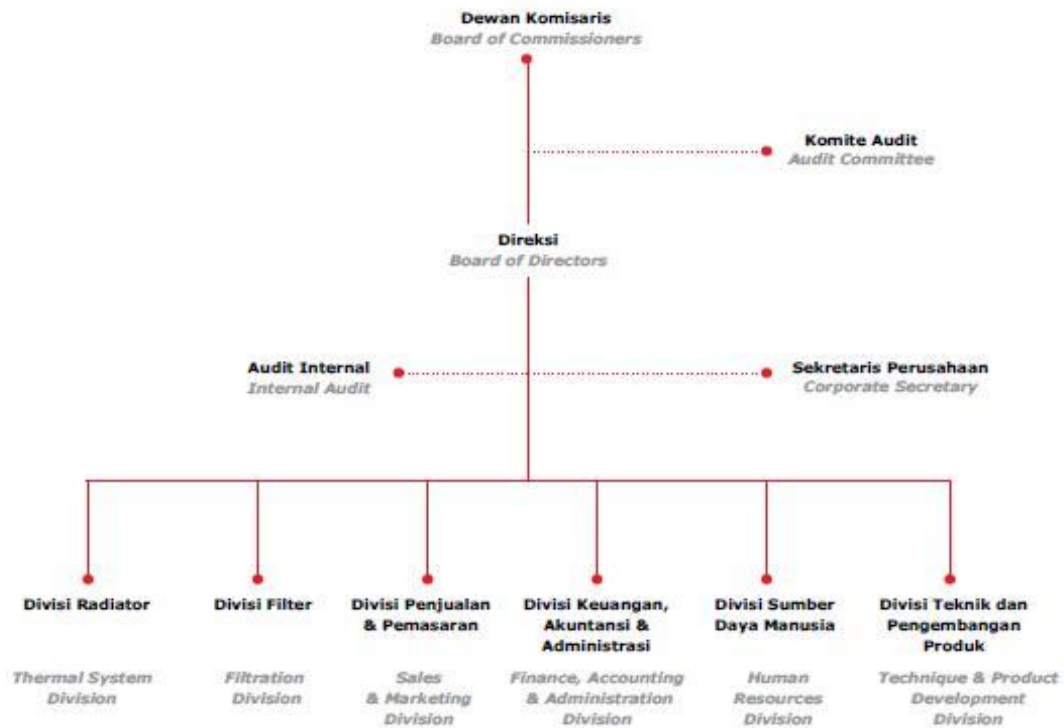 Dewan Komisaris
Board of Commissioners
Komite Audit
Audit Committee
Direksi
Board of Directors
Audit Internal
Internal Audit
Sekretaris Perusahaan
Corporate Secretary
Divisi Radiator
Thermal System
Division
Divisi Filter
Filtration
Division
Divisi Penjualan
& Pemasaran
Sales
& Marketing
Division
Divisi Keuangan,
Akuntansi &
Administrasi
Finance, Accounting
& Administration
Division
Divisi Sumber
Daya Manusia
Human
Resources
Division
Divisi Teknik dan
Pengembangan
Produk
Technique & Product
Development
Division